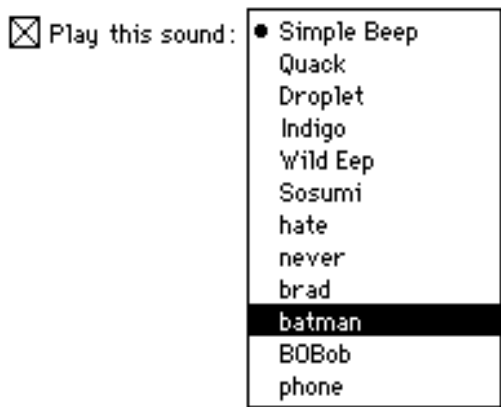 Play this sound:
Simple Beep
Quack
Droplet
Indigo
Wild Eep
Sosumi
hate
never
brad
batman
BOBob
phone